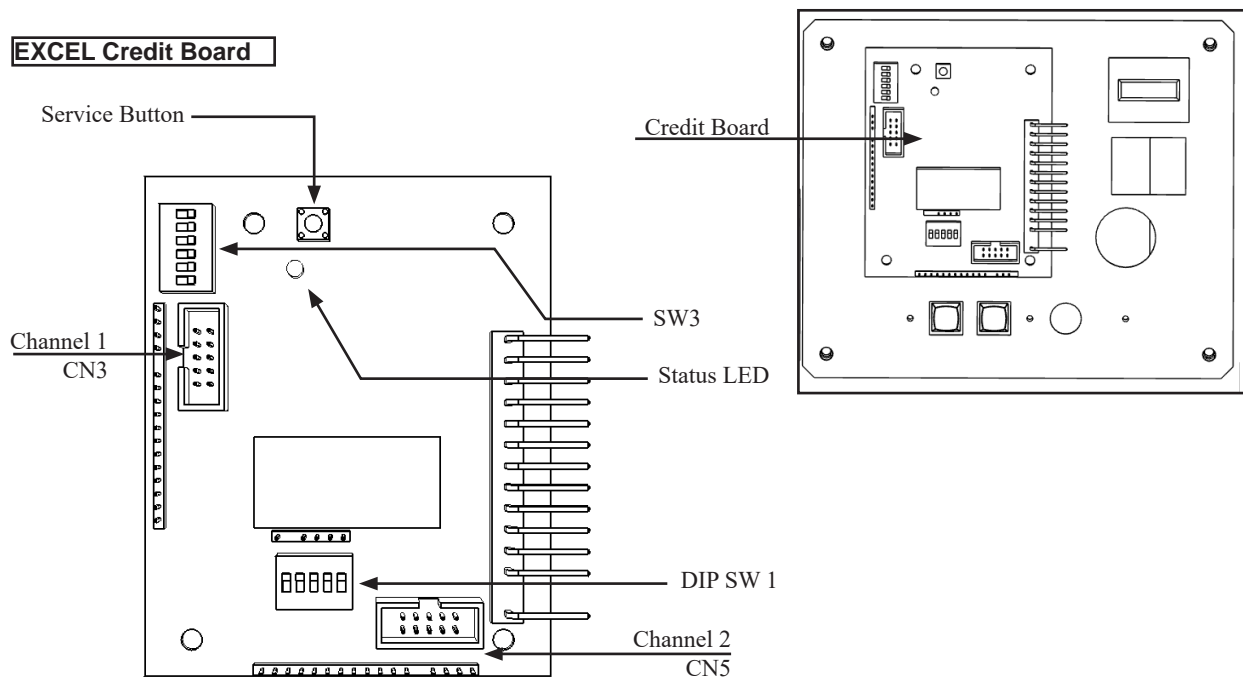 EXCEL Credit Board
Service Button
Credit Board
SW3
Channel 1
CN3
Status LED
DIP SW 1
Channel 2
CN5